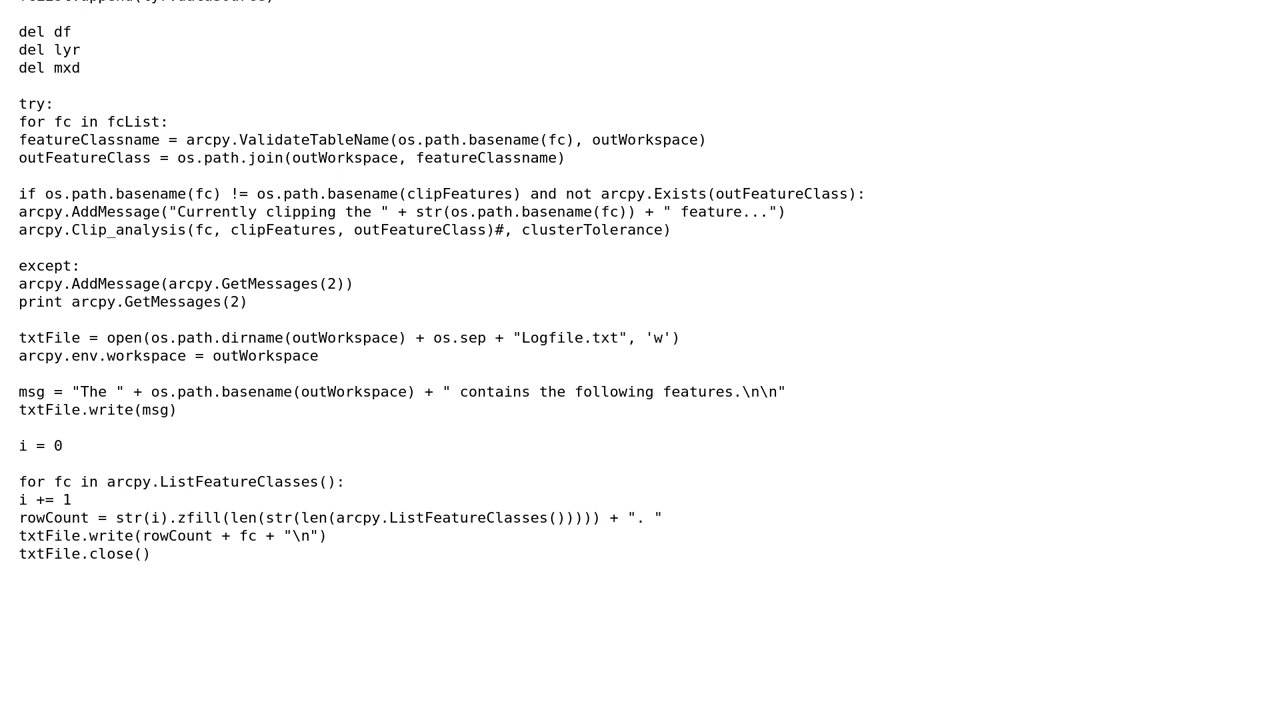 del df
del lyr
del mxd
try:
for fc in fcList:
featureClassname = arcpy.ValidateTableName(os.path.basename(fc), outWorkspace)
outFeatureClass = os.path.join(outWorkspace, featureClassname)
if os.path.basename(fc) != os.path.basename(clipFeatures) and not arcpy.Exists(outFeatureClass):
arcpy.AddMessage("Currently clipping the " + str(os.path.basename(fc)) + " feature...")
arcpy.Clip_analysis(fc, clipFeatures, outFeatureClass)#, clusterTolerance)
except:
arcpy.AddMessage(arcpy.GetMessages(2))
print arcpy.GetMessages(2)
txtFile = open(os.path.dirname(outWorkspace) + os.sep + "Logfile.txt", 'w')
arcpy.env.workspace = outWorkspace
msg = "The " + os.path.basename(outWorkspace) + " contains the following features.\n\n"
txtFile.write(msg)
i = 0
for fc in arcpy.ListFeatureClasses():
i += 1
rowCount = str(i).zfill(len(str(len(arcpy.ListFeatureClasses())))) + ". "
txtFile.write(rowCount + fc + "\n")
txtFile.close()